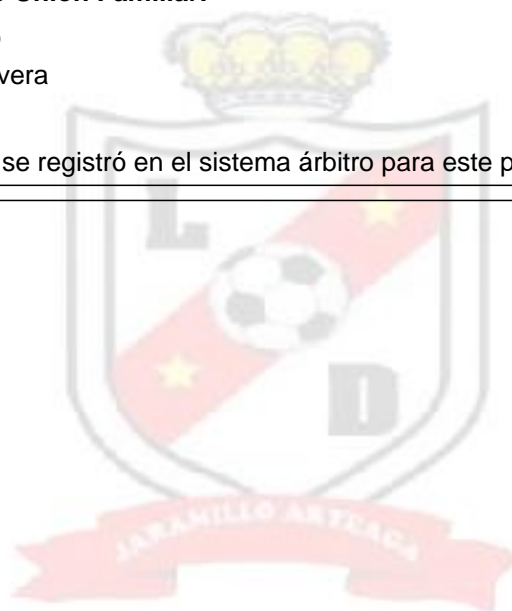 Unión Familiar.
vera
se registró en el sistema árbitro para este
L
D
JARAMILLO ARTEAGA